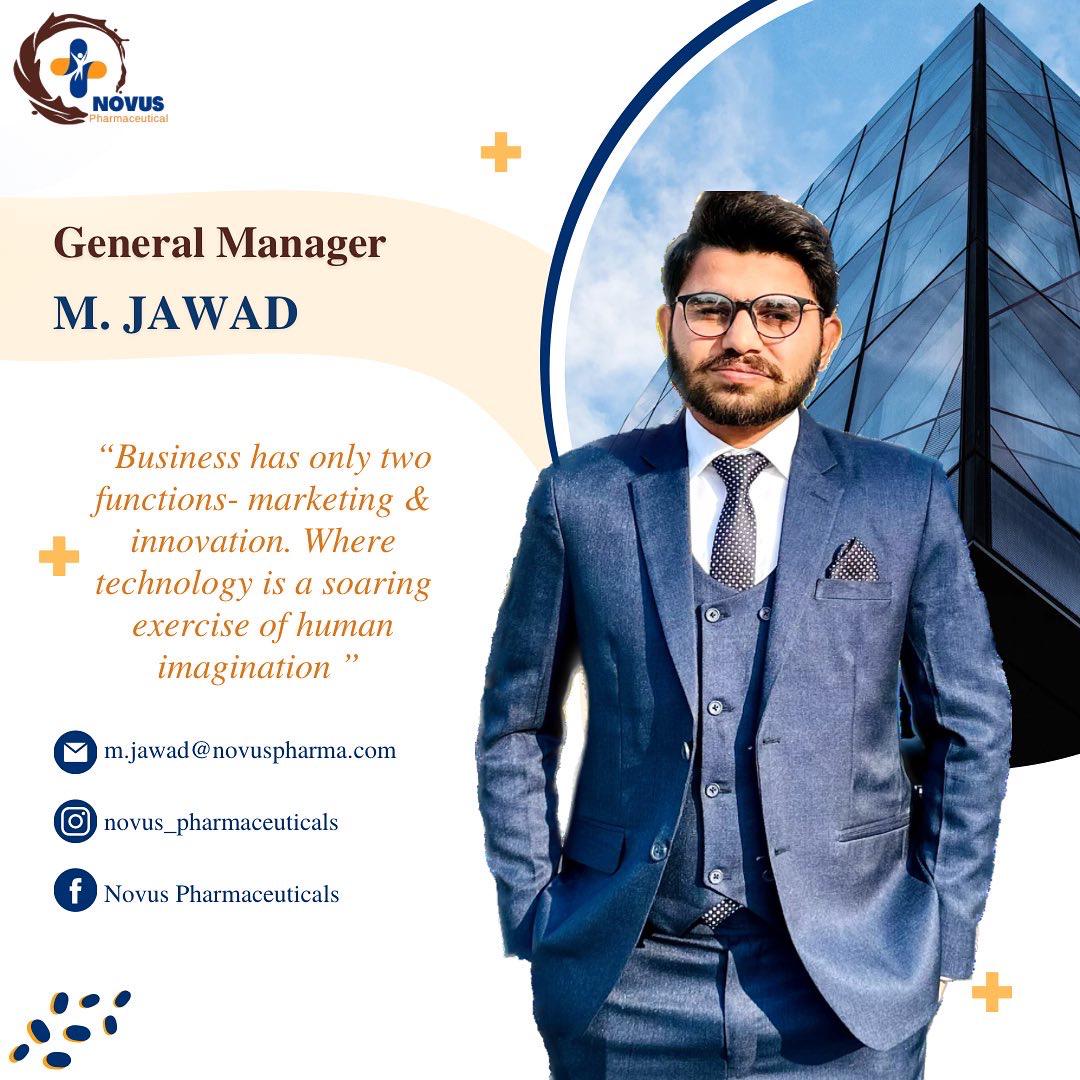 NOVUS
Pharmaceutical
General Manager
M. JAWAD
“Business has only two
functions- marketing &
innovation. Where
technology is a soaring
exercise of human
imagination ”
m.jawad@novuspharma.com
novus_pharmaceuticals
Novus Pharmaceuticals